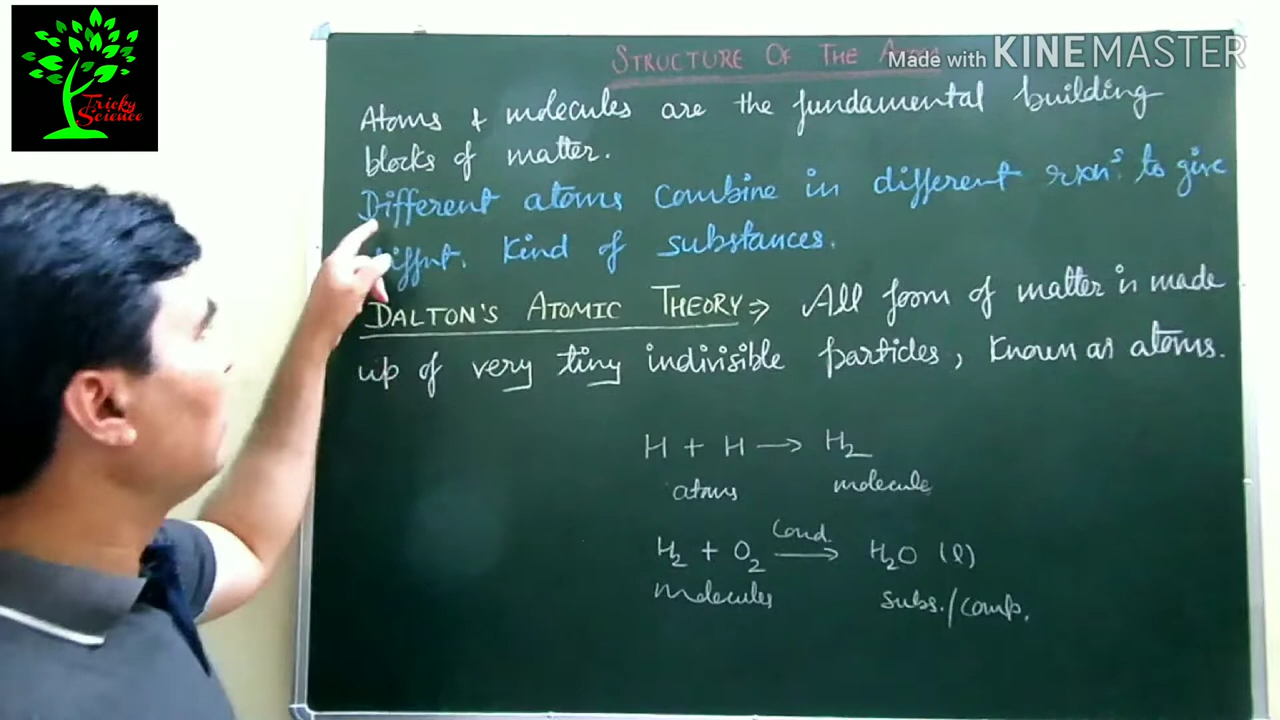 Tricky
Science
Made with KINEMASTER
STRUCTURE OF THE ATOM
Atoms & molecules are the fundamental building
blocks of matter.
Different atoms combine in different rxns. to give
diffnt. kind of substances.
DALTON'S ATOMIC THEORY ⇒ All form of matter is made
up of very tiny indivisible particles, known as atoms.
H + H → H₂
atoms molecule
Cond.
H₂ + O₂ → H₂O (l)
molecules subs./comp.